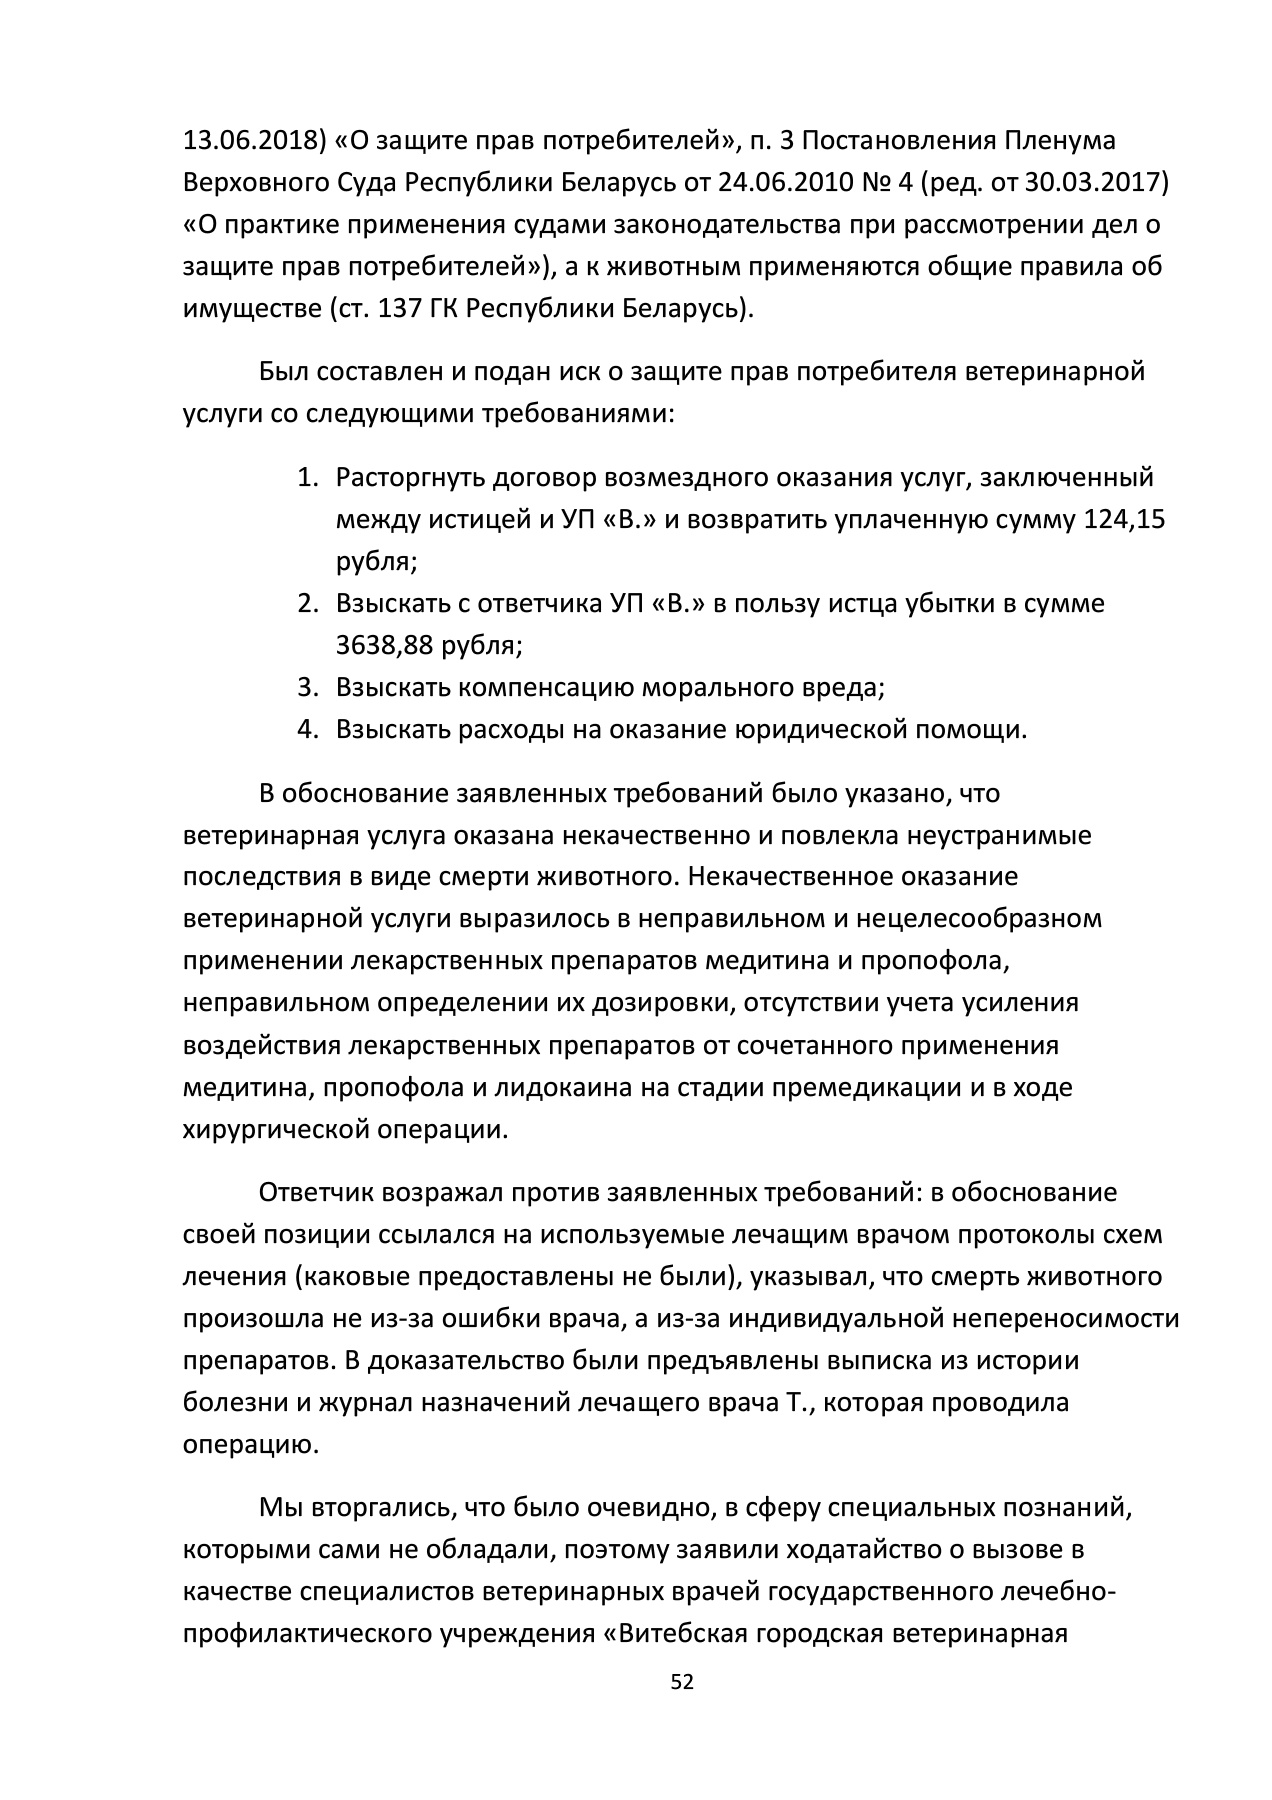 13.06.2018) «О защите прав потребителей», п. 3 Постановления Пленума
Верховного Суда Республики Беларусь от 24.06.2010 № 4 (ред. от 30.03.2017)
«О практике применения судами законодательства при рассмотрении дел о
защите прав потребителей»), а к животным применяются общие правила об
имуществе (ст. 137 ГК Республики Беларусь).
Был составлен и подан иск о защите прав потребителя ветеринарной
услуги со следующими требованиями:
1. Расторгнуть договор возмездного оказания услуг, заключенный
между истицей и УП «В.» и возвратить уплаченную сумму 124,15
рубля;
2. Взыскать с ответчика УП «В.» в пользу истца убытки в сумме
3638,88 рубля;
3. Взыскать компенсацию морального вреда;
4. Взыскать расходы на оказание юридической помощи.
В обоснование заявленных требований было указано, что
ветеринарная услуга оказана некачественно и повлекла неустранимые
последствия в виде смерти животного. Некачественное оказание
ветеринарной услуги выразилось в неправильном и нецелесообразном
применении лекарственных препаратов медитина и пропофола,
неправильном определении их дозировки, отсутствии учета усиления
воздействия лекарственных препаратов от сочетанного применения
медитина, пропофола и лидокаина на стадии премедикации и в ходе
хирургической операции.
Ответчик возражал против заявленных требований: в обоснование
своей позиции ссылался на используемые лечащим врачом протоколы схем
лечения (каковые предоставлены не были), указывал, что смерть животного
произошла не из-за ошибки врача, а из-за индивидуальной непереносимости
препаратов. В доказательство были предъявлены выписка из истории
болезни и журнал назначений лечащего врача Т., которая проводила
операцию.
Мы вторгались, что было очевидно, в сферу специальных познаний,
которыми сами не обладали, поэтому заявили ходатайство о вызове в
качестве специалистов ветеринарных врачей государственного лечебно-
профилактического учреждения «Витебская городская ветеринарная
52